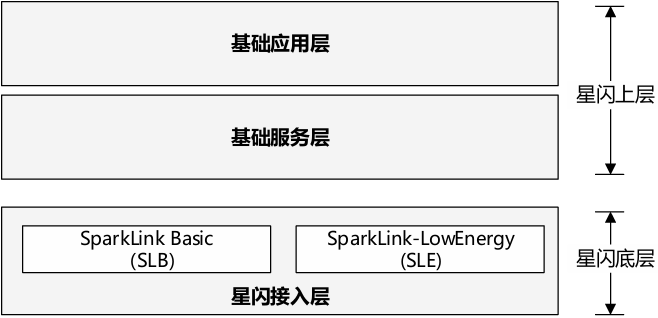 基础应用层
星闪上层
基础服务层
SparkLink Basic
(SLB)
SparkLink-LowEnergy
(SLE)
星闪底层
星闪接入层